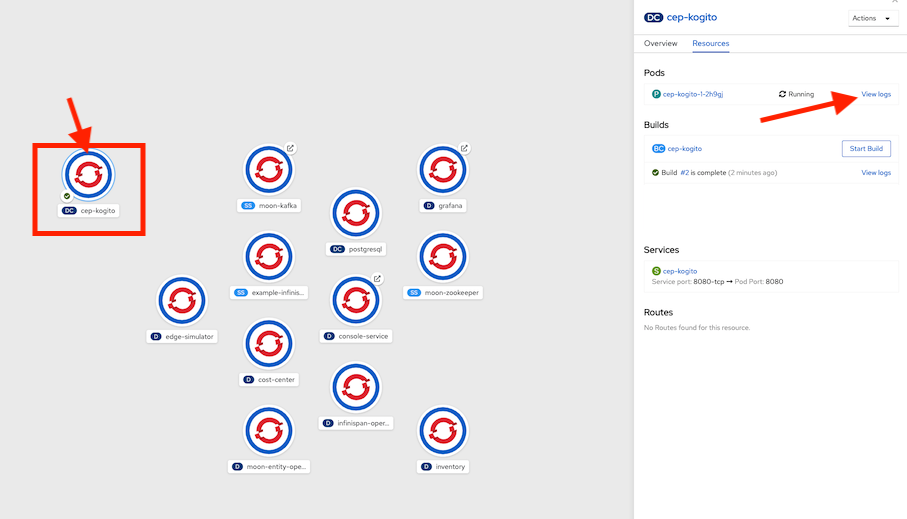 DC cep-kogito
Actions
Overview Resources
Pods
P cep-kogito-1-2h9gj Running View logs
Builds
BC cep-kogito Start Build
Build #2 is complete (2 minutes ago) View logs
Services
S cep-kogito
Service port: 8080-tcp → Pod Port: 8080
Routes
No Routes found for this resource.
DC cep-kogito
SS moon-kafka
D grafana
DC postgresql
SS example-infinis...
SS moon-zookeeper
D edge-simulator
D console-service
D cost-center
D infinispan-oper...
D moon-entity-ope...
D inventory